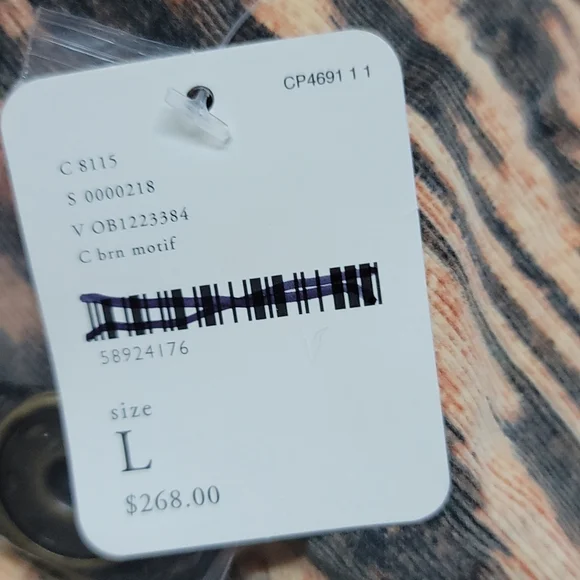 CP4691 1 1
C 8115
S 0000218
V OB1223384
C brn motif
58924176
size
L
$268.00